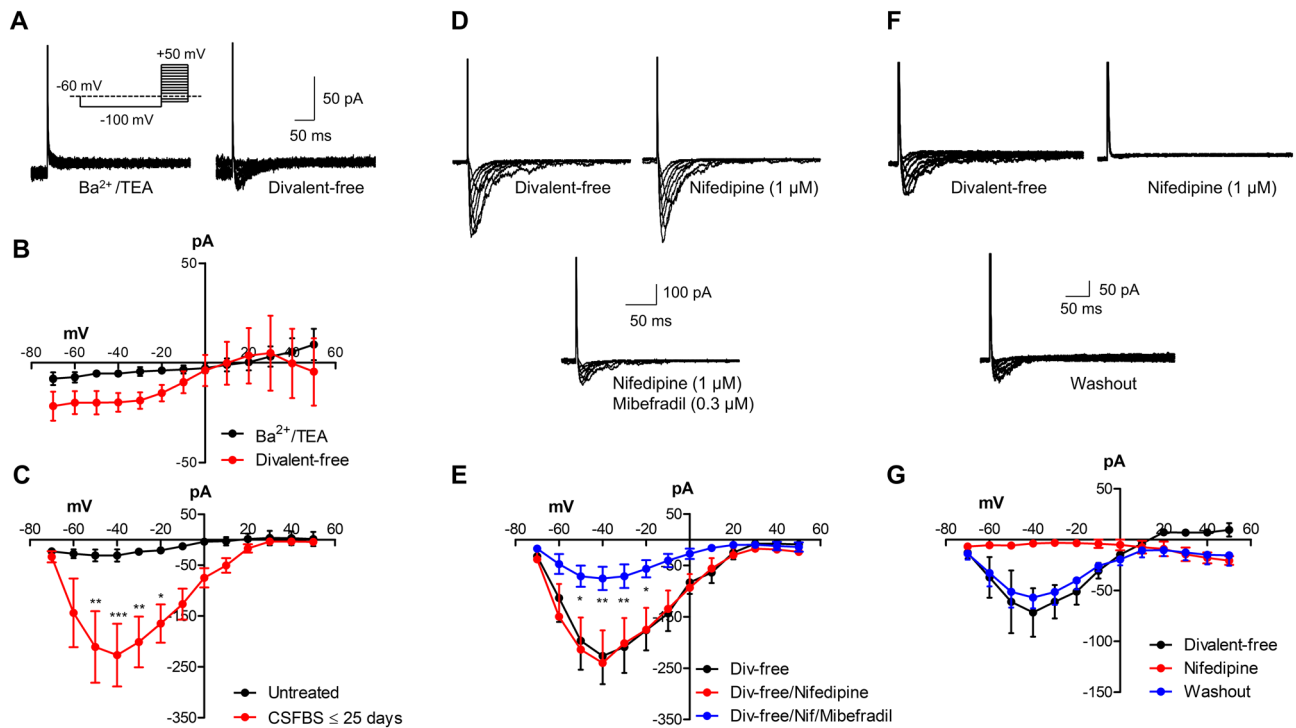 A
+50 mV
-60 mV
-100 mV
50 pA
50 ms
Ba²⁺/TEA
Divalent-free
B
pA
50
mV
-80 -60 -40 -20 20 40 60
-50
Ba²⁺/TEA
Divalent-free
C
pA
50
mV
-80 -60 -40 -20 20 40 60
-50
-150
-250
-350
** *** ** *
Untreated
CSFBS ≤ 25 days
D
Divalent-free
Nifedipine (1 µM)
100 pA
50 ms
Nifedipine (1 µM)
Mibefradil (0.3 µM)
E
pA
50
mV
-80 -60 -40 -20 20 40 60
-50
-150
-250
-350
* ** ** *
Div-free
Div-free/Nifedipine
Div-free/Nif/Mibefradil
F
Divalent-free
Nifedipine (1 µM)
50 pA
50 ms
Washout
G
pA
50
mV
-80 -60 -40 -20 20 40 60
-50
-100
-150
Divalent-free
Nifedipine
Washout